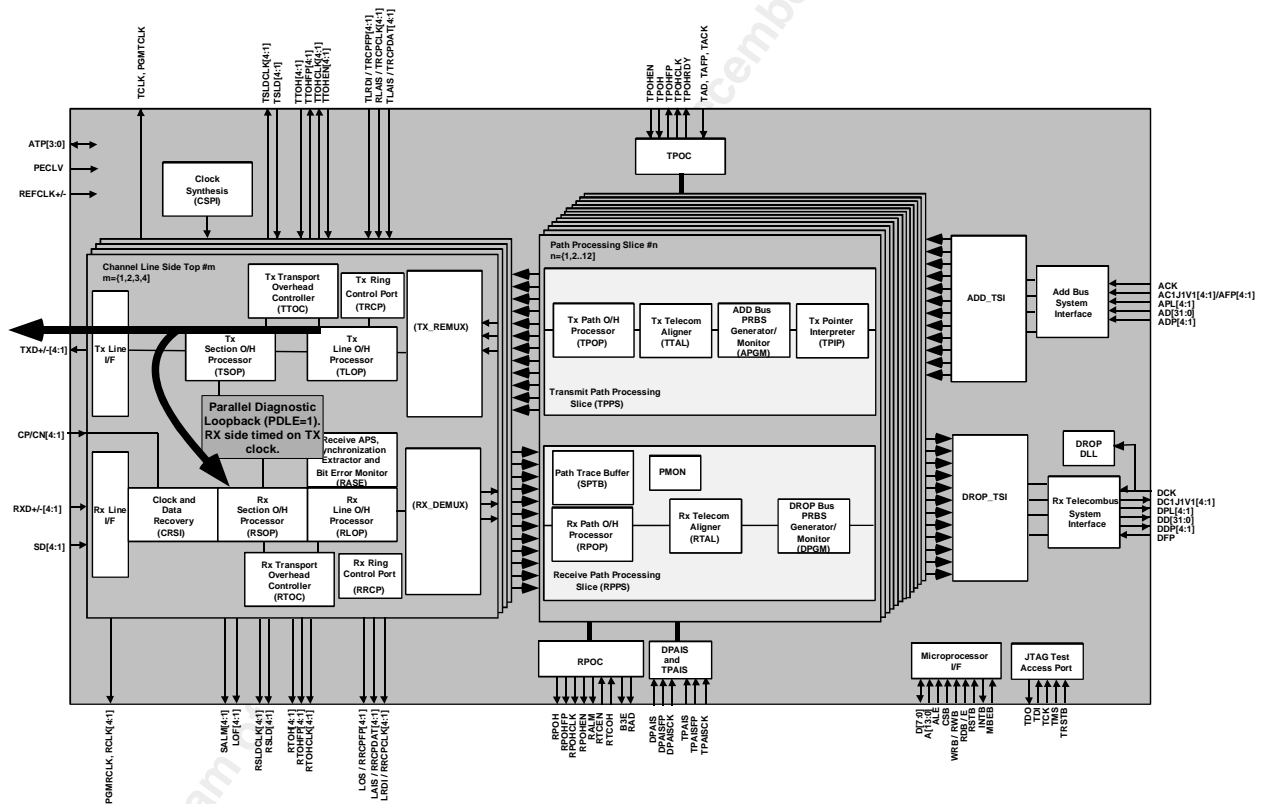 TCLK, PGMTCLK
TSLDCLK[4:1]
TSLD[4:1]
TTOH[4:1]
TTOHFP[4:1]
TTOHCLK[4:1]
TTOHEN[4:1]
TLRDI / TRCPFP[4:1]
RLAIS / TRCPCLK[4:1]
TLAIS / TRCPDAT[4:1]
TPOHEN
TPOH
TPOHFP
TPOHCLK
TPOHRDY
TAD, TAFP, TACK
ATP[3:0]
PECLV
REFCLK+/-
Clock
Synthesis
(CSPI)
TPOC
Channel Line Side Top #m
m={1,2,3,4]
Tx Transport
Overhead
Controller
(TTOC)
Tx Ring
Control Port
(TRCP)
(TX_REMUX)
Tx Line
I/F
Tx
Section O/H
Processor
(TSOP)
Tx
Line O/H
Processor
(TLOP)
TXD+/-[4:1]
Parallel Diagnostic
Loopback (PDLE=1).
RX side timed on TX
clock.
CP/CN[4:1]
Receive APS,
Synchronization
Extractor and
Bit Error Monitor
(RASE)
RXD+/-[4:1]
SD[4:1]
Rx Line
I/F
Clock and
Data
Recovery
(CRSI)
Rx
Section O/H
Processor
(RSOP)
Rx
Line O/H
Processor
(RLOP)
(RX_DEMUX)
Rx Transport
Overhead
Controller
(RTOC)
Rx Ring
Control Port
(RRCP)
Path Processing Slice #n
n={1,2..12]
Tx Path O/H
Processor
(TPOP)
Tx Telecom
Aligner
(TTAL)
ADD Bus
PRBS
Generator/
Monitor
(APGM)
Tx Pointer
Interpreter
(TPIP)
Transmit Path Processing
Slice (TPPS)
Path Trace Buffer
(SPTB)
PMON
Rx Path O/H
Processor
(RPOP)
Rx Telecom
Aligner
(RTAL)
DROP Bus
PRBS
Generator/
Monitor
(DPGM)
Receive Path Processing
Slice (RPPS)
ADD_TSI
Add Bus
System
Interface
ACK
AC1J1V1[4:1]/AFP[4:1]
APL[4:1]
AD[31:0]
ADP[4:1]
DROP_TSI
DROP
DLL
Rx Telecombus
System
Interface
DCK
DC1J1V1[4:1]
DPL[4:1]
DD[31:0]
DDP[4:1]
DFP
RPOC
DPAIS
and
TPAIS
Microprocessor
I/F
JTAG Test
Access Port
PGMRCLK, RCLK[4:1]
SALM[4:1]
LOF[4:1]
RSLDCLK[4:1]
RSLD[4:1]
RTOH[4:1]
RTOHFP[4:1]
RTOHCLK[4:1]
LOS / RRCPFP[4:1]
LAIS / RRCPDAT[4:1]
LRDI / RRCPCLK[4:1]
RPOH
RPOHFP
RPOHCLK
RPOHEN
RALM
RTCEN
RTCOH
B3E
RAD
DPAIS
DPAISFP
DPAISCK
TPAIS
TPAISFP
TPAISCK
D[7:0]
A[13:0]
ALE
CSB
WRB / RWB
RDB / E
RSTB
INTB
MBEB
TDO
TDI
TCK
TMS
TRSTB